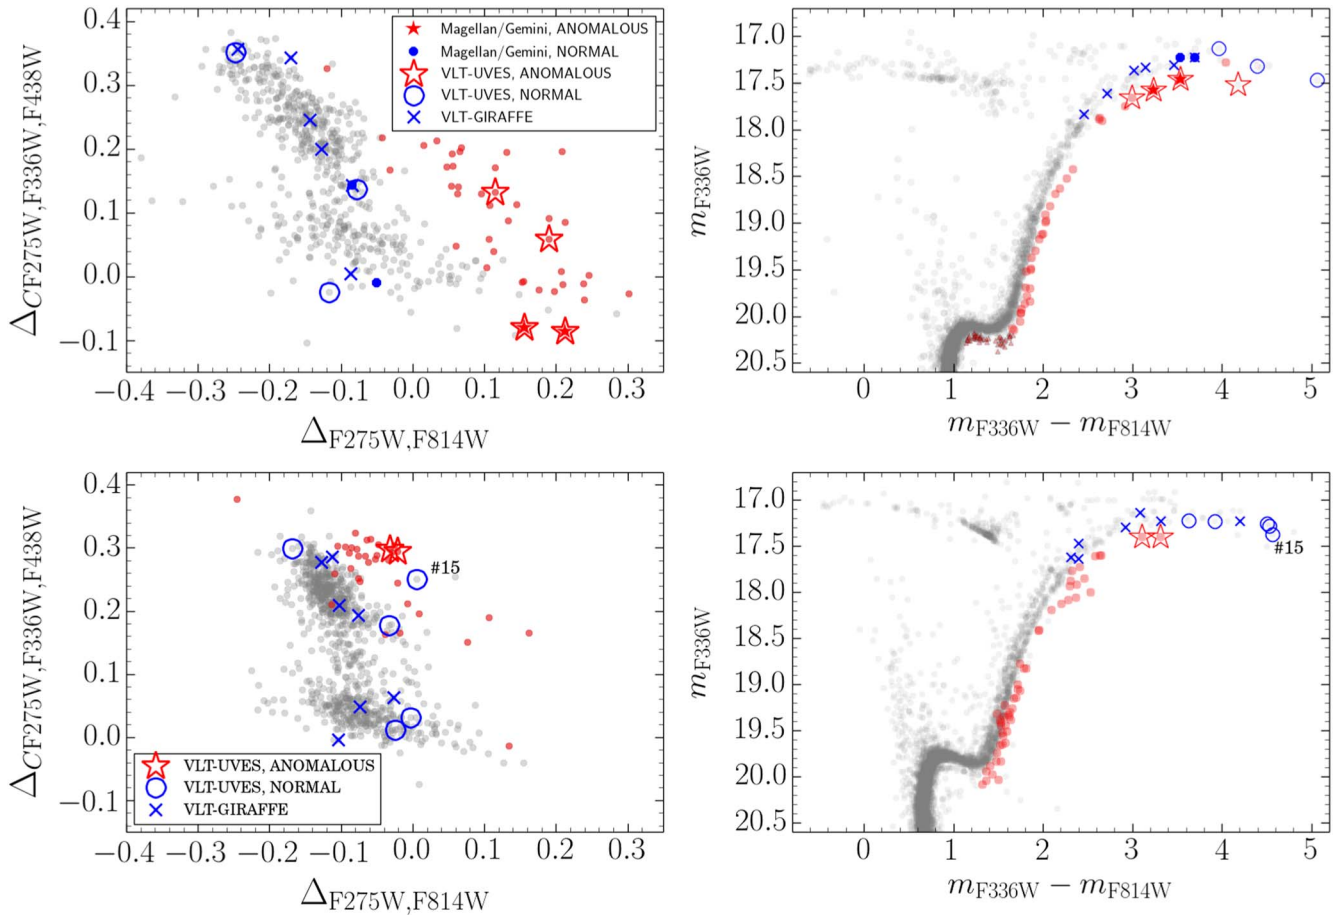 0.4
0.3
0.2
0.1
0.0
−0.1
ΔCF275W,F336W,F438W
Magellan/Gemini, ANOMALOUS
Magellan/Gemini, NORMAL
VLT-UVES, ANOMALOUS
VLT-UVES, NORMAL
VLT-GIRAFFE
−0.4 −0.3 −0.2 −0.1 0.0 0.1 0.2 0.3
ΔF275W,F814W
17.0
17.5
18.0
18.5
19.0
19.5
20.0
20.5
mF336W
0 1 2 3 4 5
mF336W − mF814W
0.4
0.3
0.2
0.1
0.0
−0.1
ΔCF275W,F336W,F438W
#15
VLT-UVES, ANOMALOUS
VLT-UVES, NORMAL
VLT-GIRAFFE
−0.4 −0.3 −0.2 −0.1 0.0 0.1 0.2 0.3
ΔF275W,F814W
17.0
17.5
18.0
18.5
19.0
19.5
20.0
20.5
mF336W
#15
0 1 2 3 4 5
mF336W − mF814W